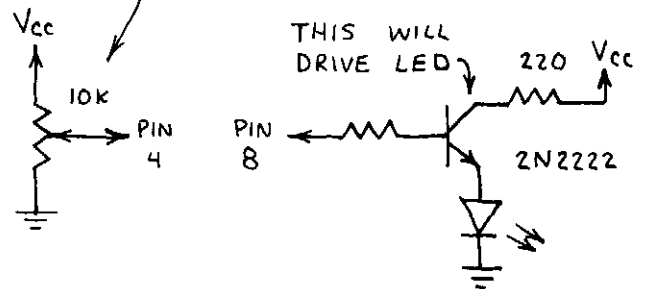 Vcc
10K
PIN
4
THIS WILL
DRIVE LED
220
Vcc
PIN
8
2N2222